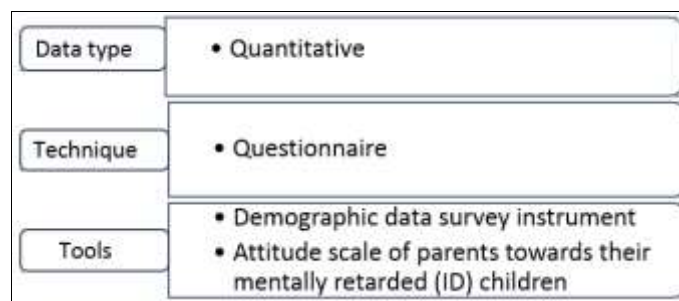 Data type
• Quantitative
Technique
• Questionnaire
Tools
• Demographic data survey instrument
• Attitude scale of parents towards their
mentally retarded (ID) children